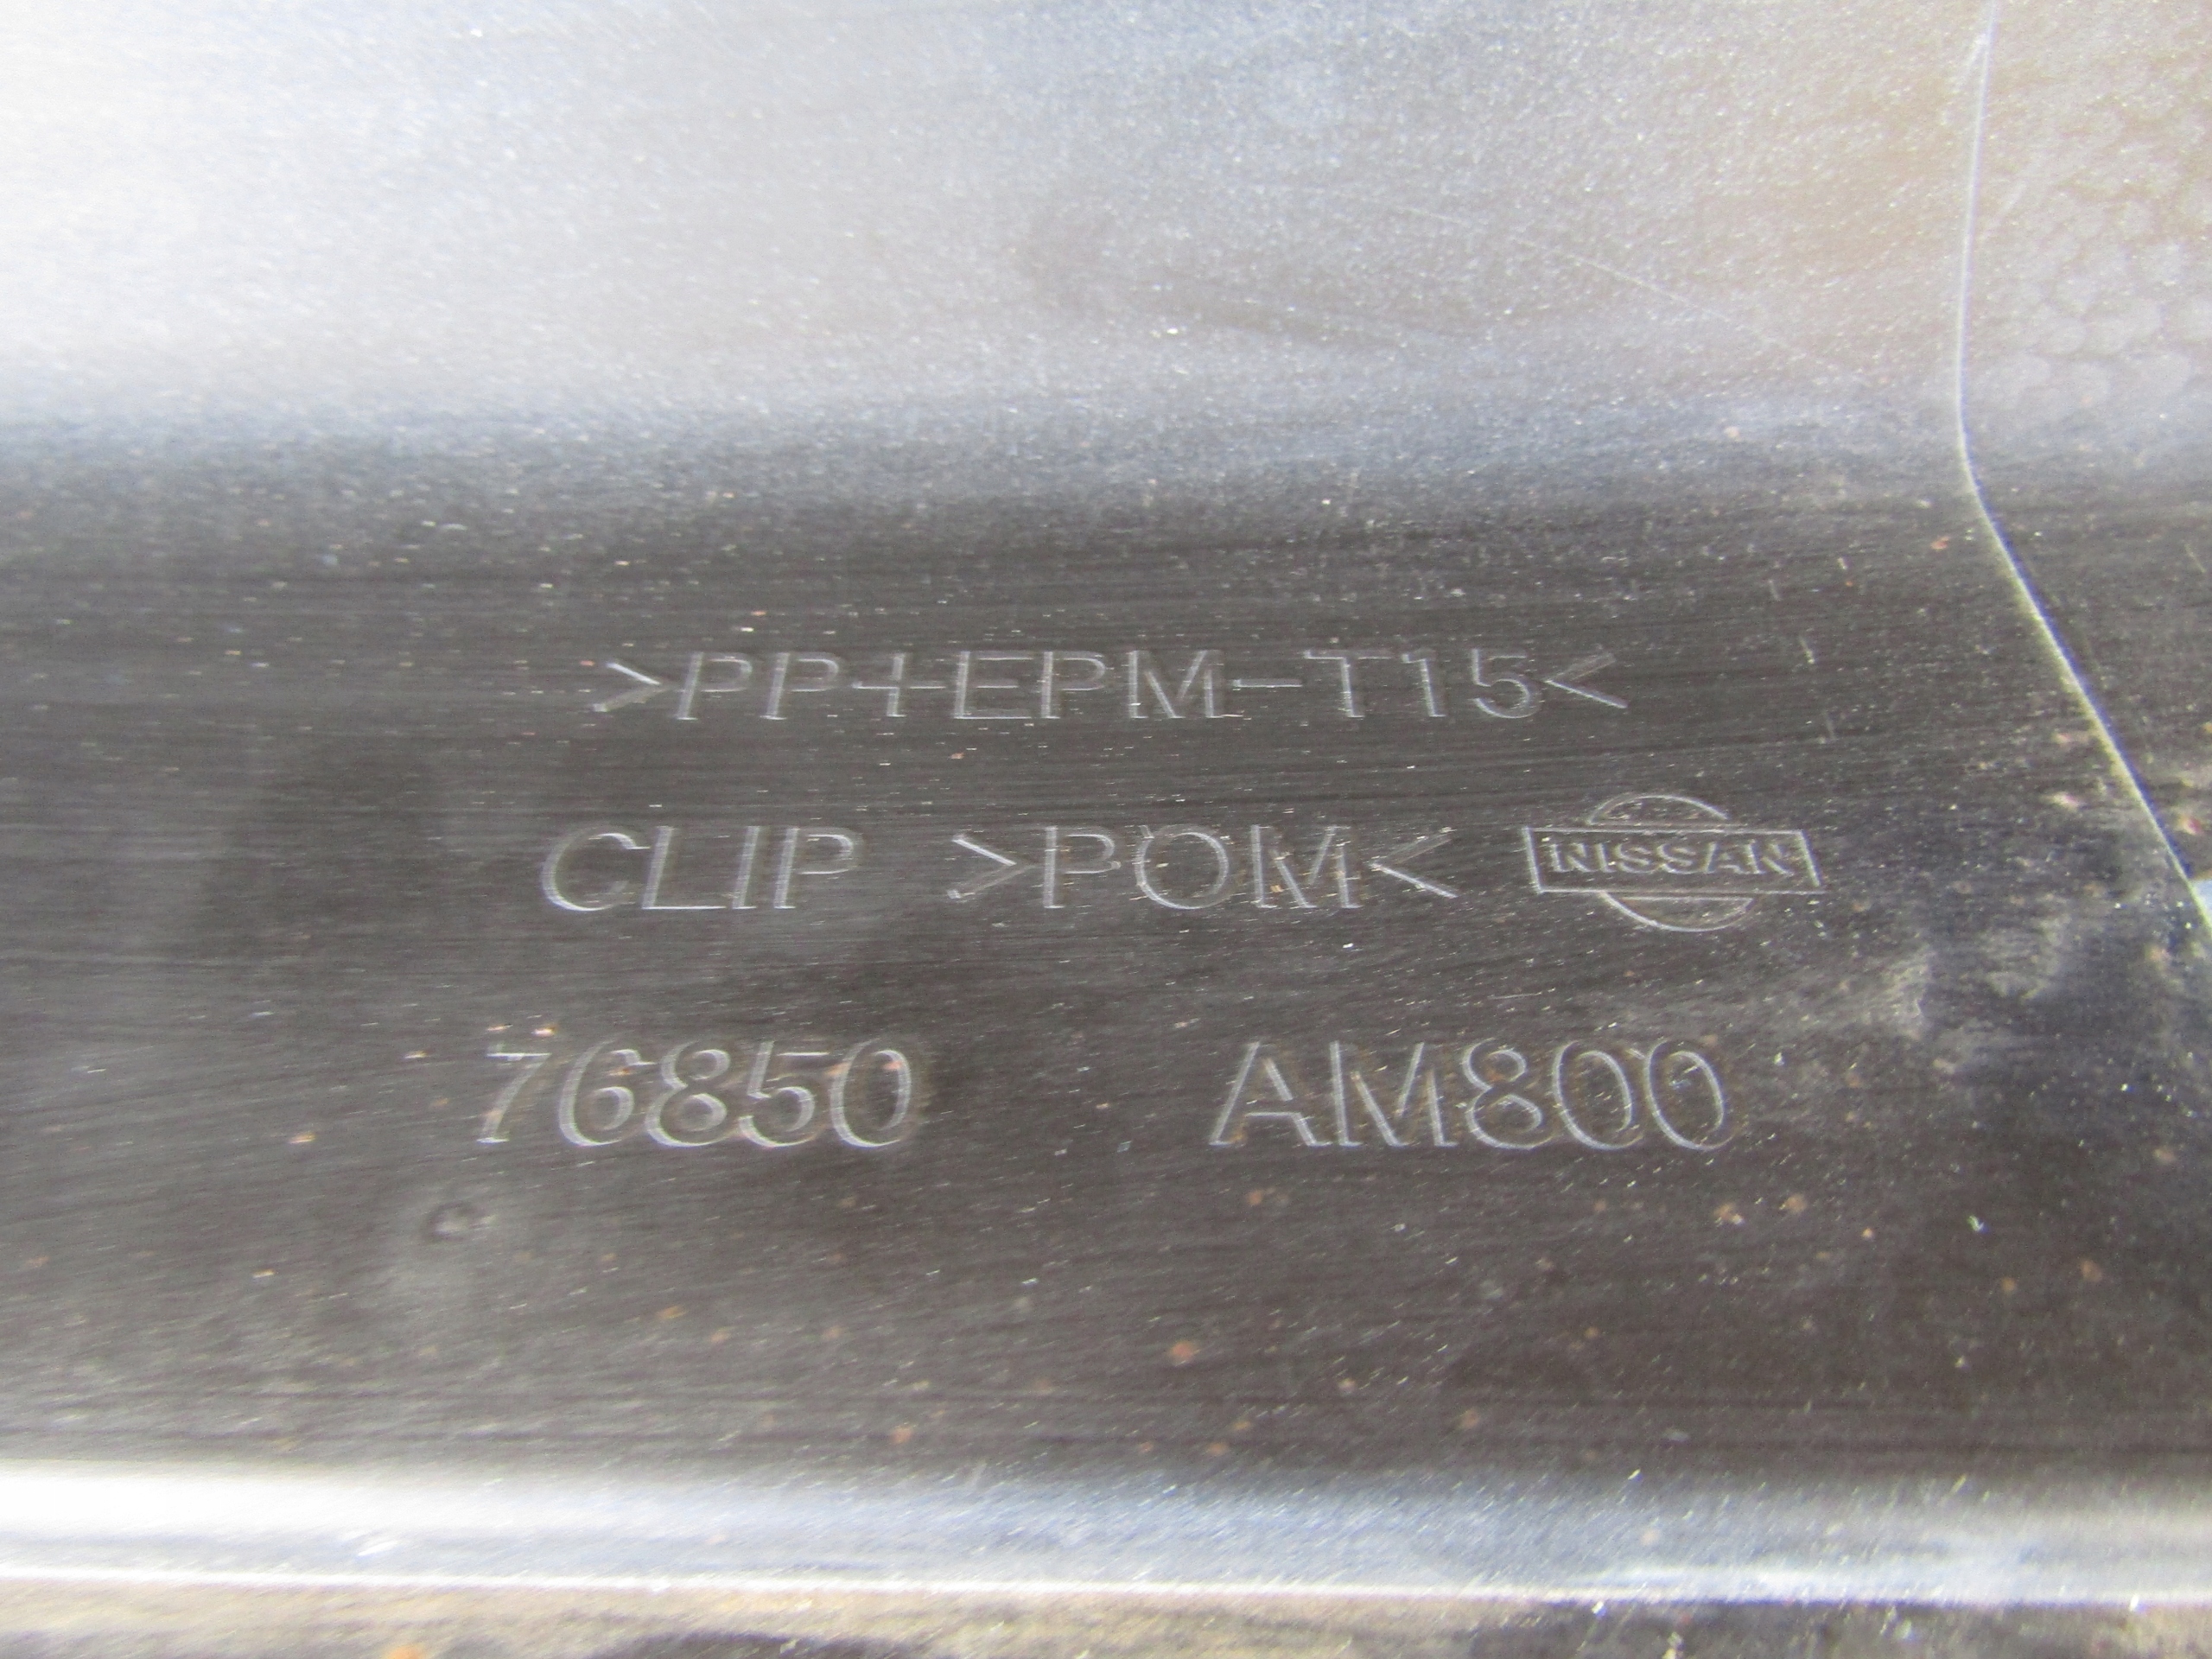 >PP+EPM-T15<
CLIP >POM< NISSAN
76850 AM800